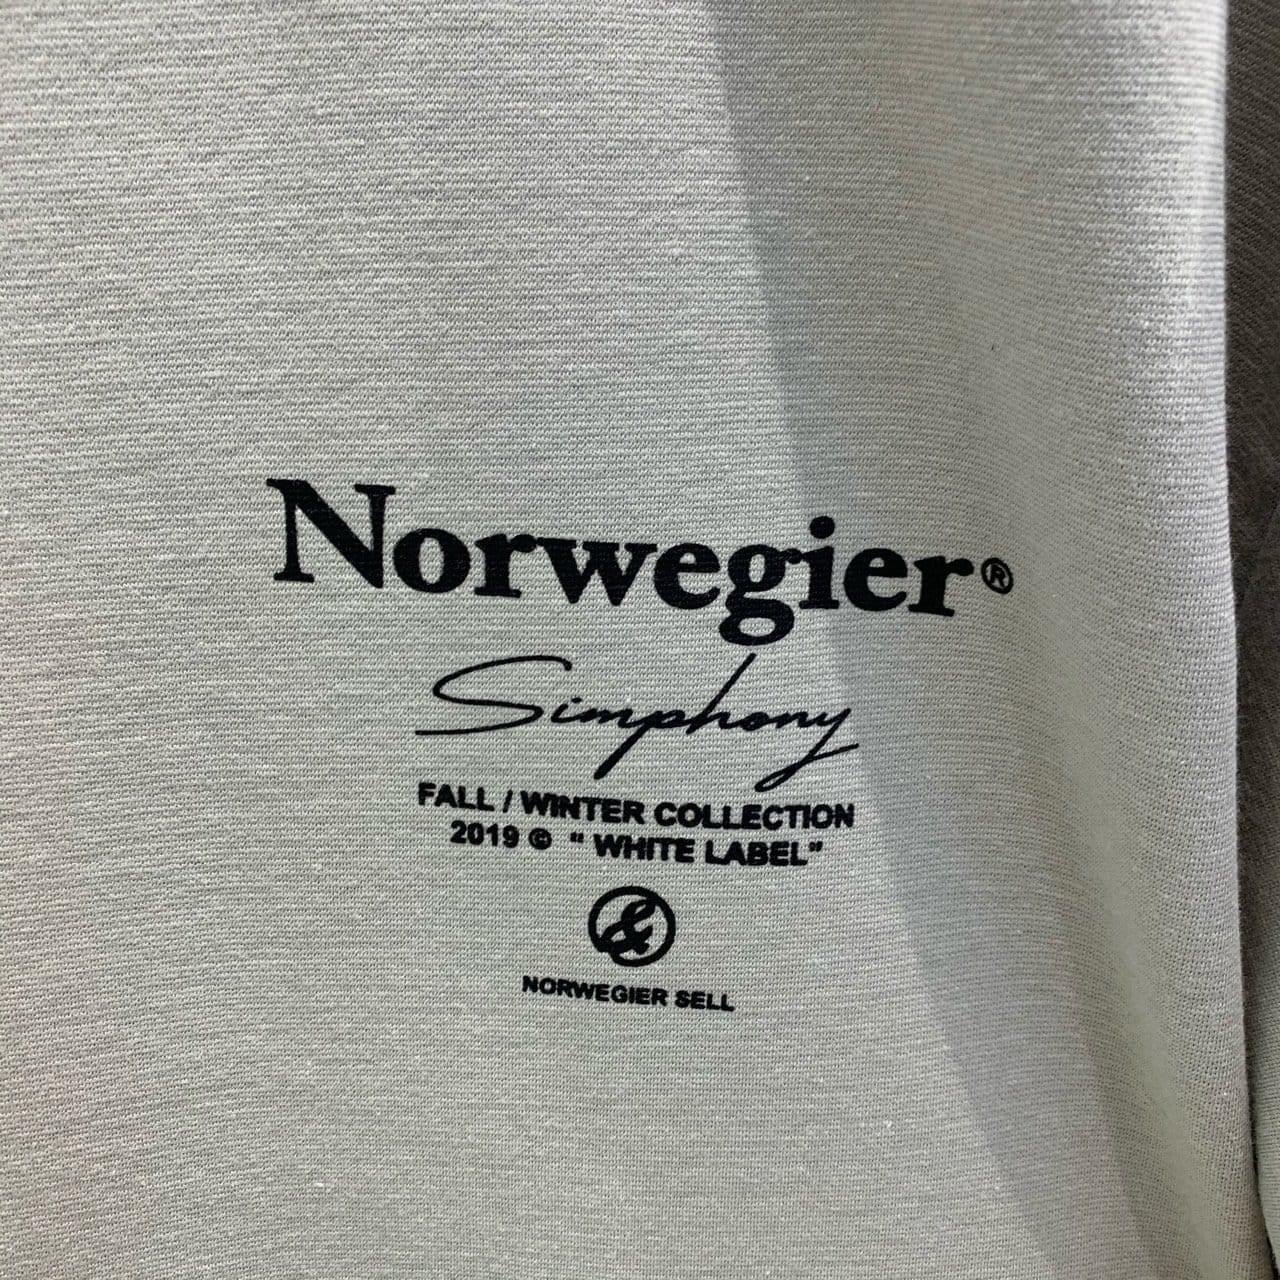 Norwegier®
Simphony
FALL / WINTER COLLECTION
2019 © " WHITE LABEL"
&
NORWEGIER SELL